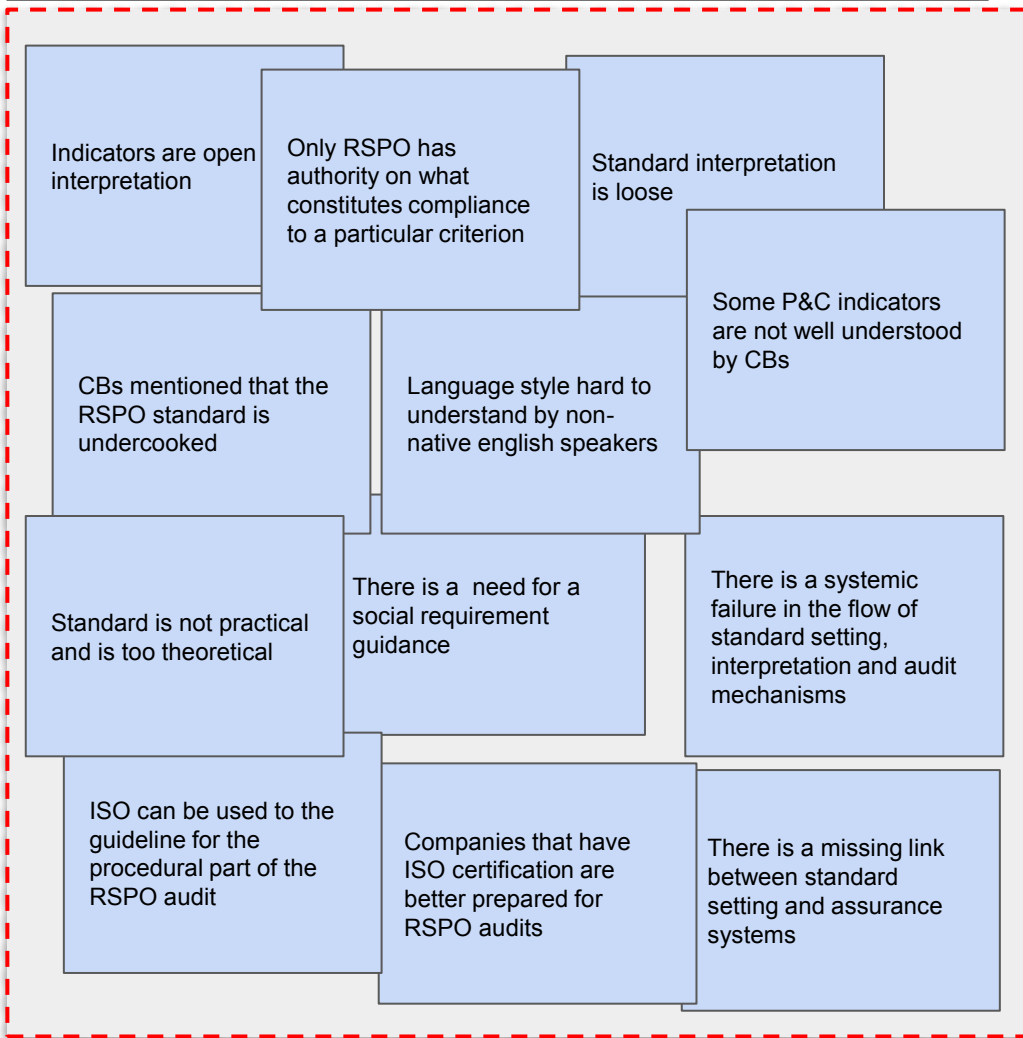 Indicators are open
interpretation
Only RSPO has
authority on what
constitutes compliance
to a particular criterion
Standard interpretation
is loose
Some P&C indicators
are not well understood
by CBs
CBs mentioned that the
RSPO standard is
undercooked
Language style hard to
understand by non-
native english speakers
Standard is not practical
and is too theoretical
There is a  need for a
social requirement
guidance
There is a systemic
failure in the flow of
standard setting,
interpretation and audit
mechanisms
ISO can be used to the
guideline for the
procedural part of the
RSPO audit
Companies that have
ISO certification are
better prepared for
RSPO audits
There is a missing link
between standard
setting and assurance
systems